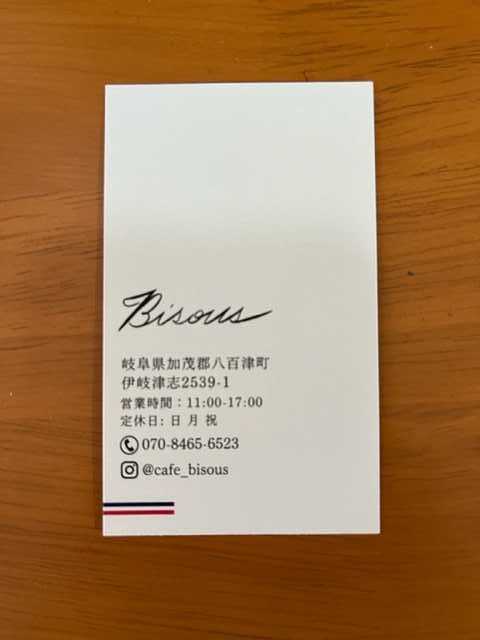 Bisous
岐阜県加茂郡八百津町
伊岐津志2539-1
営業時間：11:00-17:00
定休日: 日 月 祝
070-8465-6523
@cafe_bisous